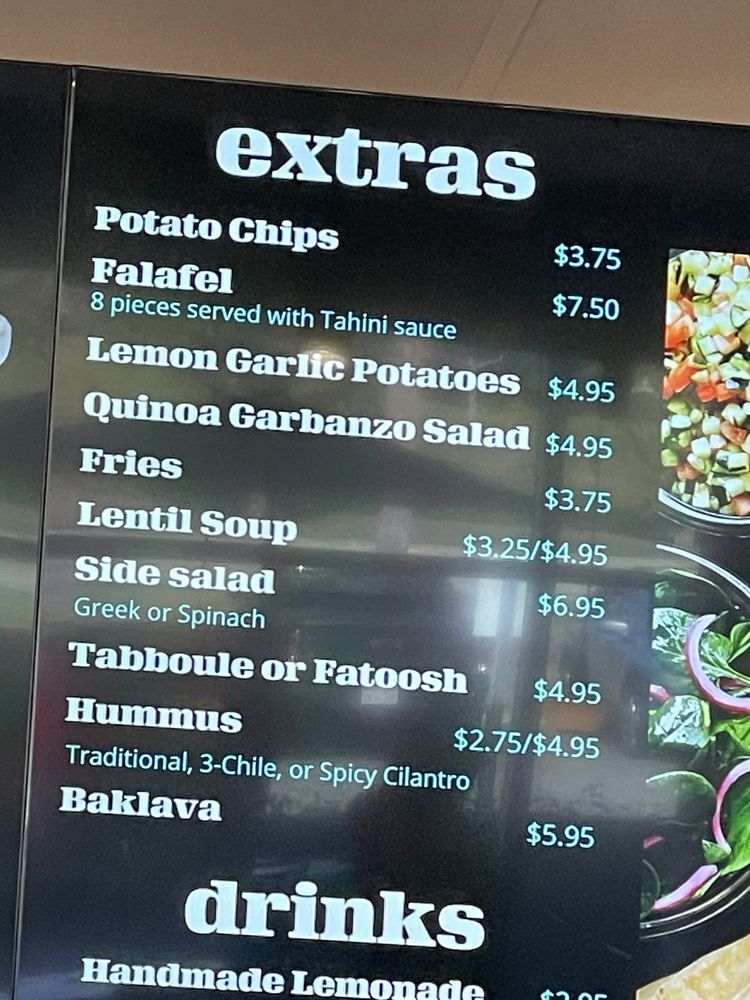 extras
Potato Chips $3.75
Falafel $7.50
8 pieces served with Tahini sauce
Lemon Garlic Potatoes $4.95
Quinoa Garbanzo Salad $4.95
Fries $3.75
Lentil Soup $3.25/$4.95
Side salad $6.95
Greek or Spinach
Tabboule or Fatoosh $4.95
Hummus $2.75/$4.95
Traditional, 3-Chile, or Spicy Cilantro
Baklava $5.95
drinks
Handmade Lemonade